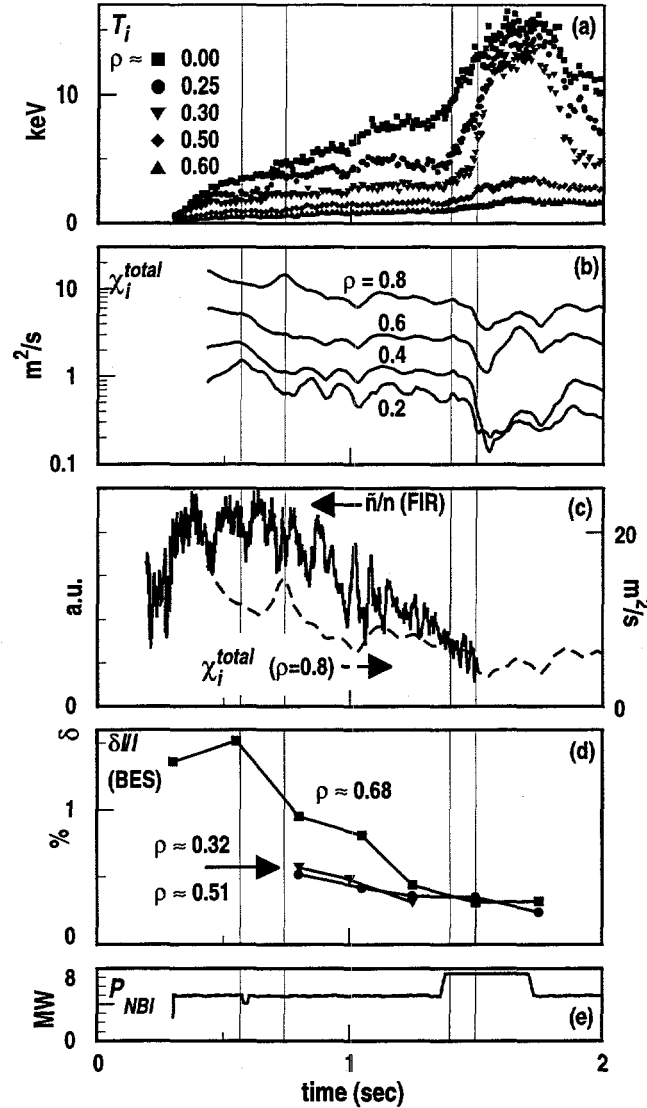 T_i
(a)
ρ ≈ ■ 0.00
● 0.25
▼ 0.30
◆ 0.50
▲ 0.60
10
keV
0
χ_i^total
(b)
ρ = 0.8
0.6
0.4
0.2
10
1
0.1
m²/s
ñ/n (FIR)
(c)
20
a.u.
m²/s
χ_i^total (ρ=0.8)
0
0
δ
δI/I
(BES)
(d)
ρ ≈ 0.68
1
%
ρ ≈ 0.32
ρ ≈ 0.51
0
8
P_NBI
MW
(e)
0
0
1
2
time (sec)